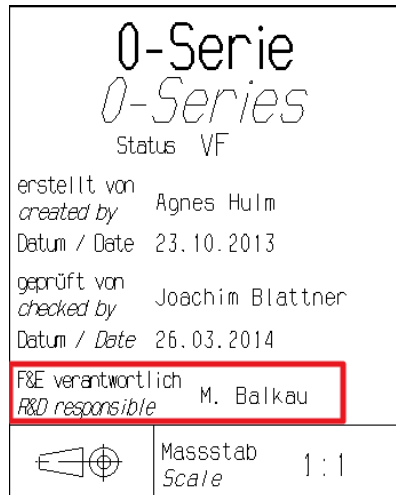 0-Serie
0-Series
Status VF
erstellt von
created by Agnes Hulm
Datum / Date 23.10.2013
geprüft von
checked by Joachim Blattner
Datum / Date 26.03.2014
F&E verantwortlich
R&D responsible M. Balkau
Massstab
Scale 1:1